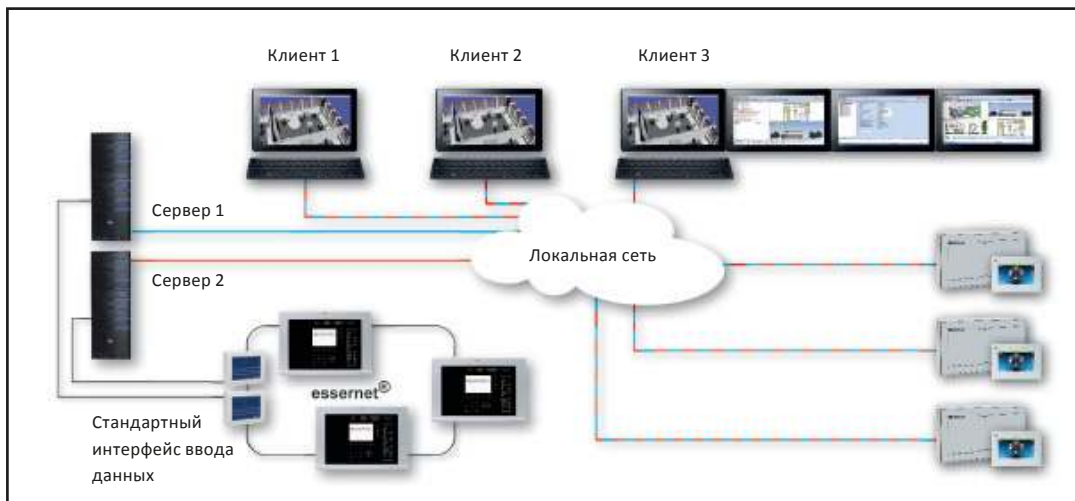 Клиент 1
Клиент 2
Клиент 3
Сервер 1
Локальная сеть
Сервер 2
essernet®
Стандартный
интерфейс ввода
данных